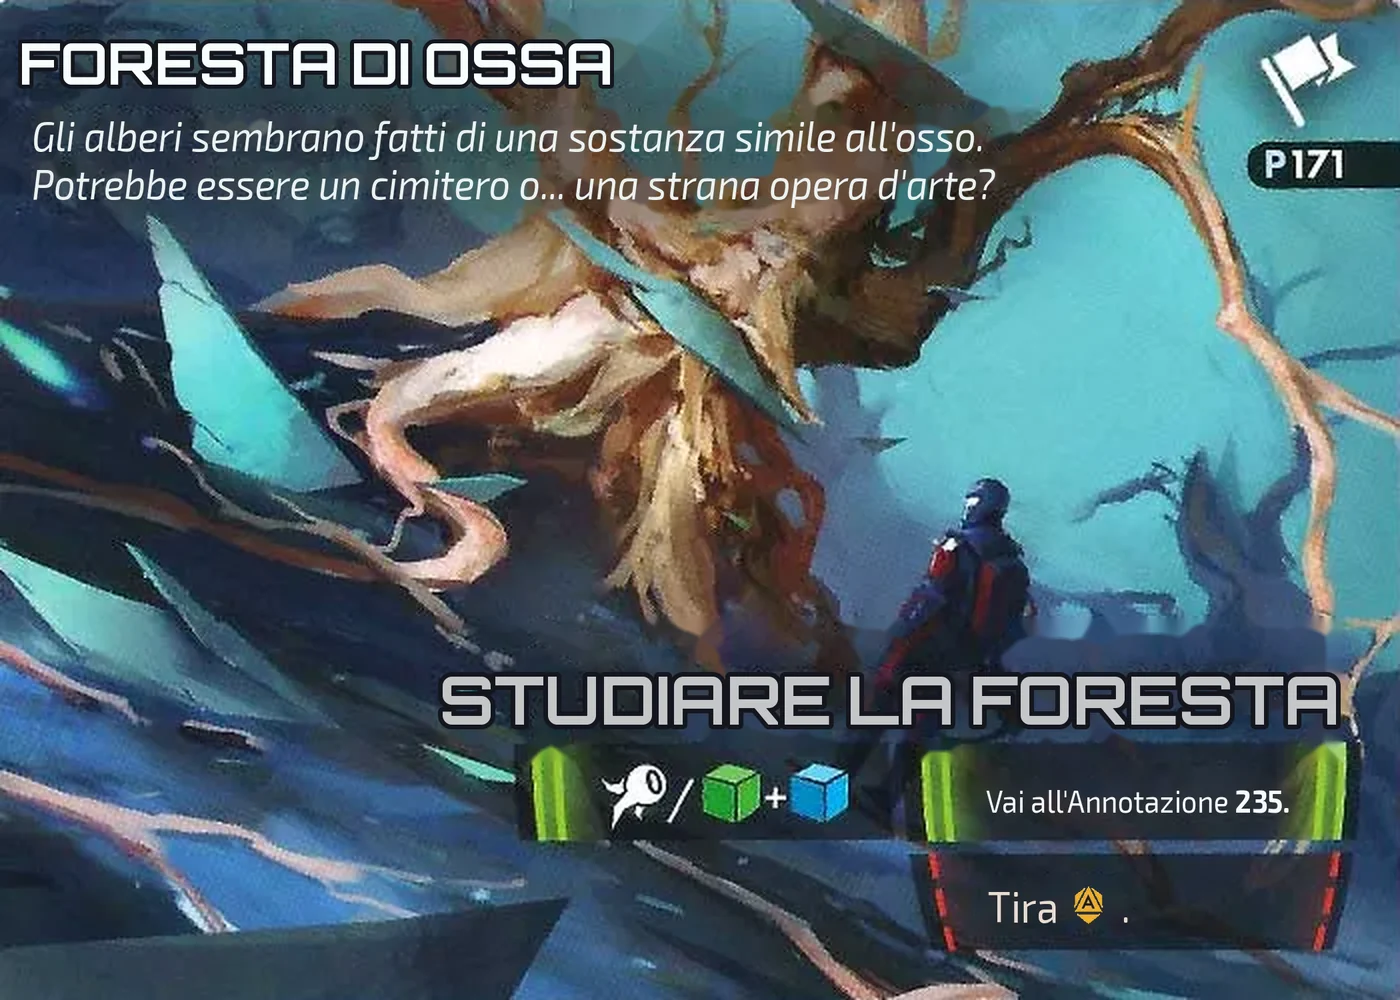 FORESTA DI OSSA
Gli alberi sembrano fatti di una sostanza simile all'osso.
Potrebbe essere un cimitero o... una strana opera d'arte?
P171
STUDIARE LA FORESTA
/ +
Vai all'Annotazione 235.
Tira A .